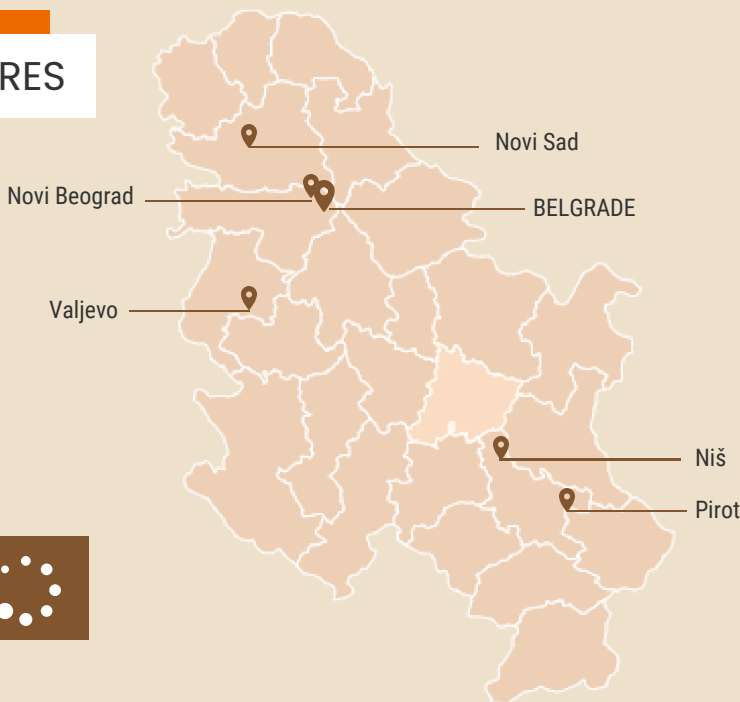 RES
Novi Sad
Novi Beograd
BELGRADE
Valjevo
Niš
Pirot